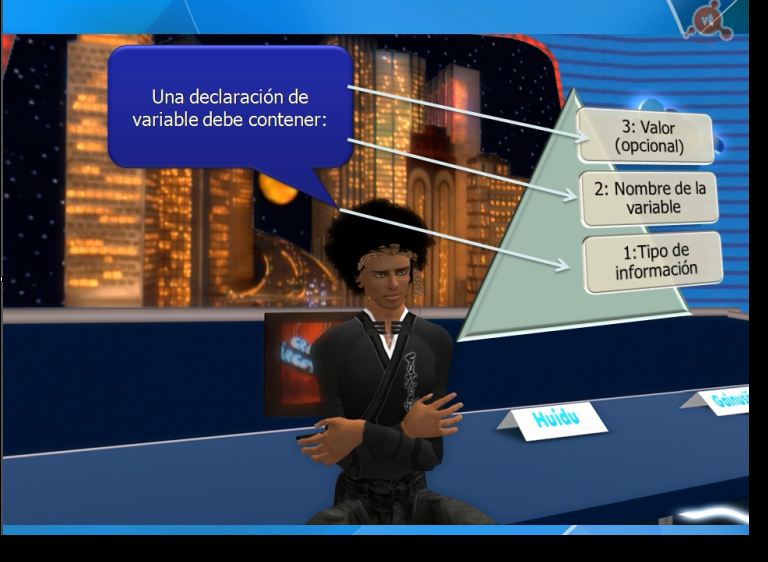 Una declaración de
variable debe contener:
3: Valor
(opcional)
2: Nombre de la
variable
1:Tipo de
información
Huidu